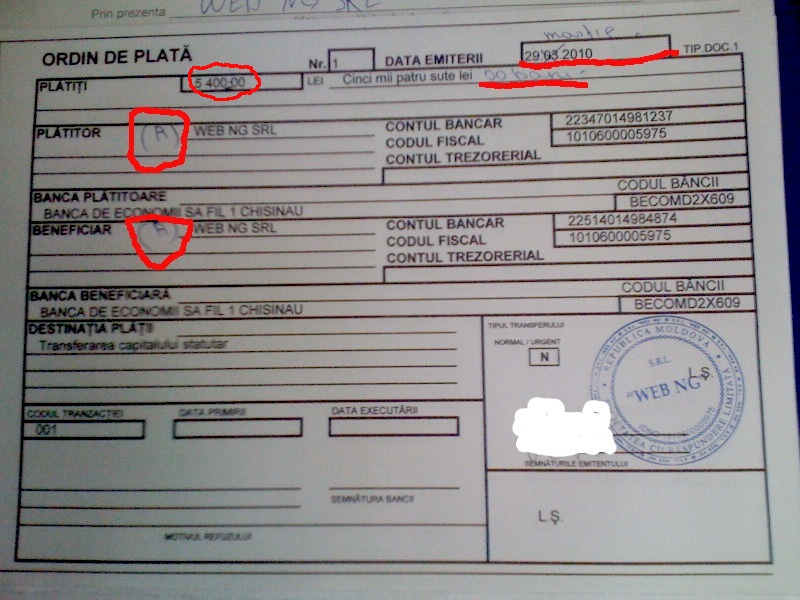 Prin prezenta WEB NG SRL
martie
ORDIN DE PLATĂ Nr. 1 DATA EMITERII 29.03.2010 TIP DOC.1
PLĂTIȚI 5 400-00 LEI Cinci mii patru sute lei 00 bani
PLĂTITOR (R) WEB NG SRL CONTUL BANCAR 22347014981237
CODUL FISCAL 1010600005975
CONTUL TREZORERIAL
BANCA PLĂTITOARE CODUL BĂNCII
BANCA DE ECONOMII SA FIL 1 CHISINAU BECOMD2X609
BENEFICIAR (R) WEB NG SRL CONTUL BANCAR 22514014984874
CODUL FISCAL 1010600005975
CONTUL TREZORERIAL
BANCA BENEFICIARĂ CODUL BĂNCII
BANCA DE ECONOMII SA FIL 1 CHISINAU BECOMD2X609
DESTINAȚIA PLĂȚII TIPUL TRANSFERULUI
Transferarea capitalului statutar NORMAL / URGENT
N
REPUBLICA MOLDOVA
S.R.L.
"WEB NG"
L.Ș.
RĂSPUNDERE LIMITATĂ
CODUL TRANZACȚIEI DATA PRIMIRII DATA EXECUTĂRII
001
SEMNĂTURILE EMITENTULUI
SEMNĂTURA BĂNCII
L.Ș.
MOTIVUL REFUZULUI